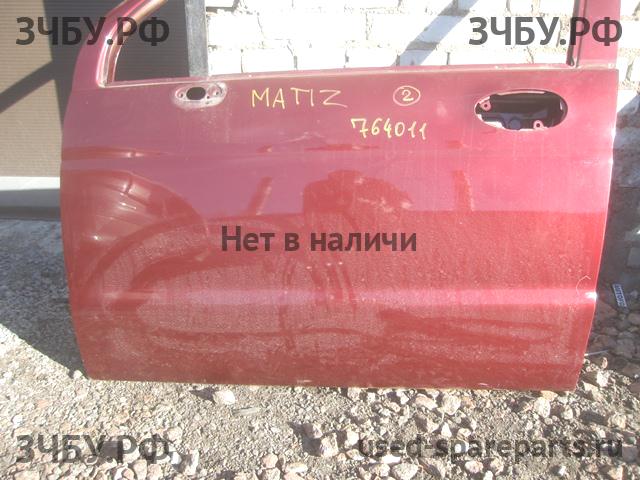 ЗЧБУ.РФ ЗЧБУ.РФ
MATIZ 2
764011
Нет в наличи
ЗЧБУ.РФ used-spareparts.ru